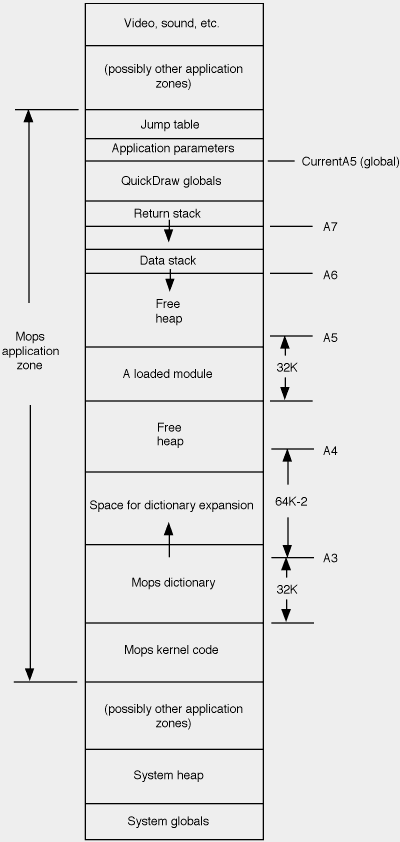 Video, sound, etc.
(possibly other application
zones)
Jump table
Application parameters
CurrentA5 (global)
QuickDraw globals
Return stack
A7
Data stack
A6
Free
heap
A5
Mops
application
zone
32K
A loaded module
Free
heap
A4
64K-2
Space for dictionary expansion
A3
Mops dictionary
32K
Mops kernel code
(possibly other application
zones)
System heap
System globals